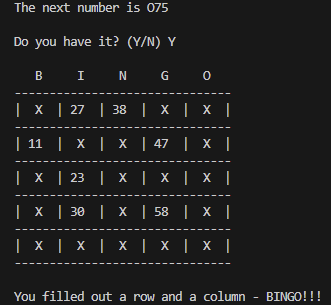 The next number is O75
Do you have it? (Y/N) Y
B I N G O
-------------------------------
| X | 27 | 38 | X | X |
-------------------------------
| 11 | X | X | 47 | X |
-------------------------------
| X | 23 | X | X | X |
-------------------------------
| X | 30 | X | 58 | X |
-------------------------------
| X | X | X | X | X |
-------------------------------
You filled out a row and a column - BINGO!!!